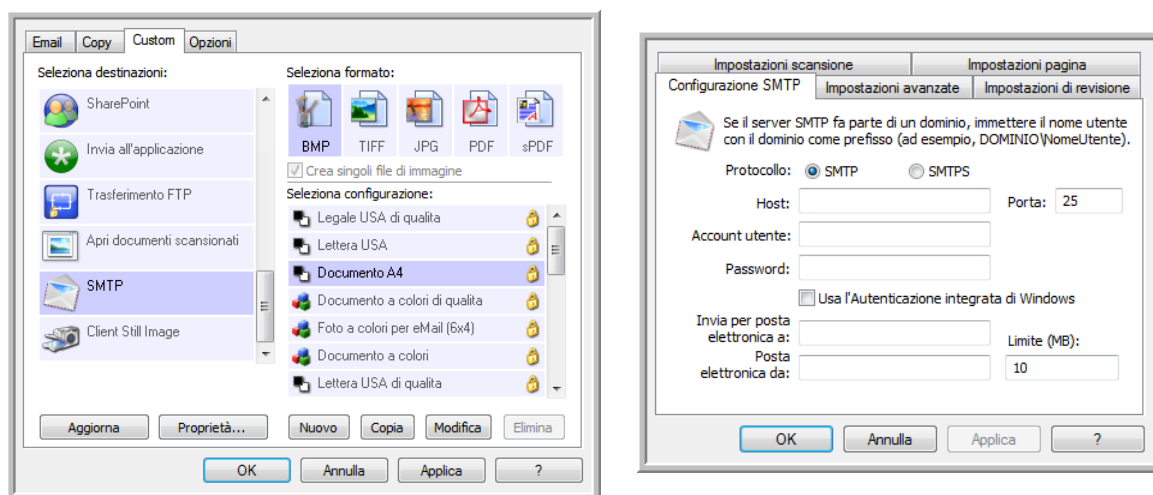 Email Copy Custom Opzioni
Seleziona destinazioni:
SharePoint
Invia all'applicazione
Trasferimento FTP
Apri documenti scansionati
SMTP
Client Still Image
Aggiorna Proprietà...
Seleziona formato:
BMP TIFF JPG PDF sPDF
Crea singoli file di immagine
Seleziona configurazione:
Legale USA di qualita
Lettera USA
Documento A4
Documento a colori di qualita
Foto a colori per eMail (6x4)
Documento a colori
Lettera USA di qualita
Nuovo Copia Modifica Elimina
OK Annulla Applica ?
Impostazioni scansione Impostazioni pagina
Configurazione SMTP Impostazioni avanzate Impostazioni di revisione
Se il server SMTP fa parte di un dominio, immettere il nome utente
con il dominio come prefisso (ad esempio, DOMINIO\NomeUtente).
Protocollo: SMTP SMTPS
Host: Porta: 25
Account utente:
Password:
Usa l'Autenticazione integrata di Windows
Invia per posta
elettronica a: Limite (MB):
Posta
elettronica da: 10
OK Annulla Applica ?